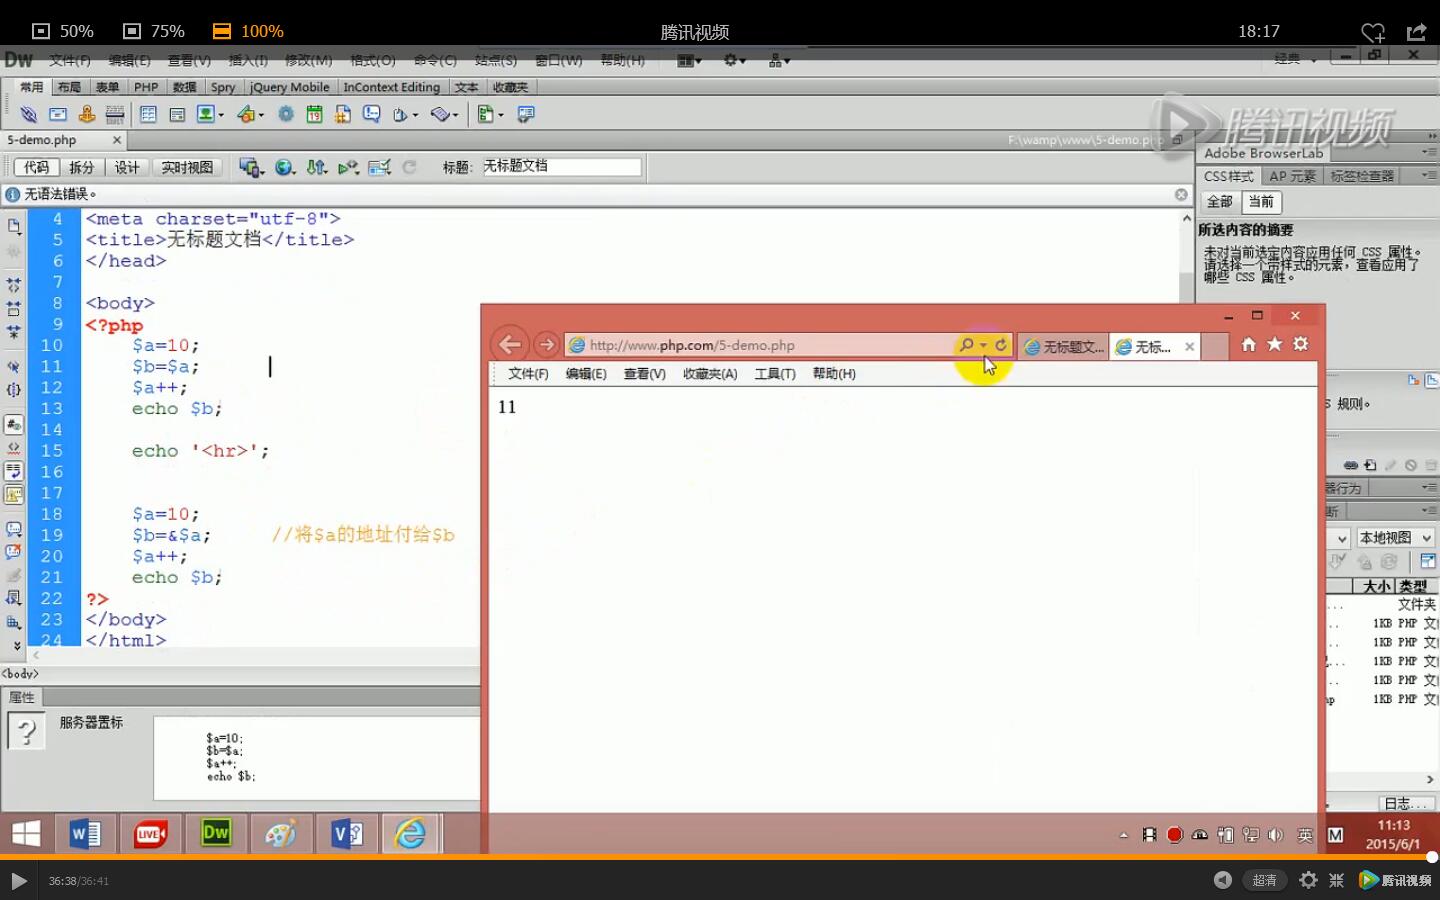 50% 75% 100% 腾讯视频 18:17
Dw 文件(F) 编辑(E) 查看(V) 插入(I) 修改(M) 格式(O) 命令(C) 站点(S) 窗口(W) 帮助(H) 经典
常用 布局 表单 PHP 数据 Spry jQuery Mobile InContext Editing 文本 收藏夹
腾讯视频
5-demo.php F:\wamp\www\5-demo.php
Adobe BrowserLab
代码 拆分 设计 实时视图 标题: 无标题文档
CSS样式 AP 元素 标签检查器
无语法错误。
全部 当前
所选内容的摘要
未对当前选定内容应用任何 CSS 属性。
请选择一个带样式的元素,查看应用了
哪些 CSS 属性。
4 <meta charset="utf-8">
5 <title>无标题文档</title>
6 </head>
7
8 <body>
9 <?php
10 $a=10;
11 $b=$a;
12 $a++;
13 echo $b;
14
15 echo '<hr>';
16
17
18 $a=10;
19 $b=&$a; //将$a的地址付给$b
20 $a++;
21 echo $b;
22 ?>
23 </body>
24 </html>
http://www.php.com/5-demo.php 无标题文... 无标...
文件(F) 编辑(E) 查看(V) 收藏夹(A) 工具(T) 帮助(H)
11
S 规则。
器行为
断
本地视图
大小 类型
文件夹
1KB PHP 文
1KB PHP 文
1KB PHP 文
1KB PHP 文
1KB PHP 文
日志...
<body>
属性
服务器置标
$a=10;
$b=$a;
$a++;
echo $b;
W LIVE Dw V
英 M 11:13
2015/6/1
36:38/36:41 超清 腾讯视频